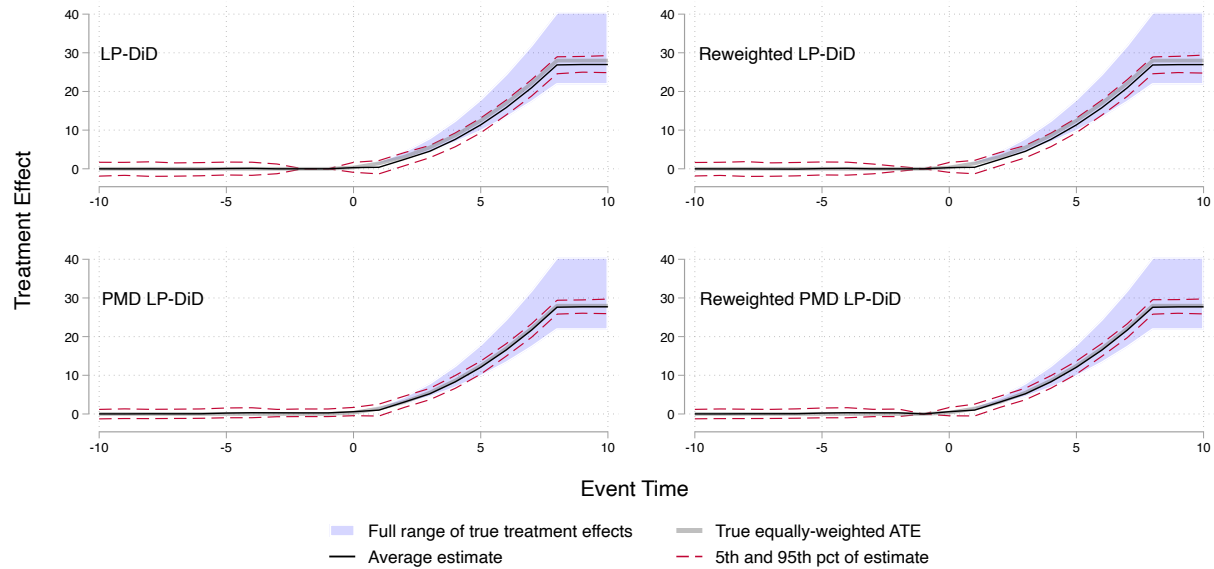 Treatment Effect
LP-DiD
40
30
20
10
0
-10 -5 0 5 10
Reweighted LP-DiD
40
30
20
10
0
-10 -5 0 5 10
PMD LP-DiD
40
30
20
10
0
-10 -5 0 5 10
Reweighted PMD LP-DiD
40
30
20
10
0
-10 -5 0 5 10
Event Time
Full range of true treatment effects
True equally-weighted ATE
Average estimate
5th and 95th pct of estimate